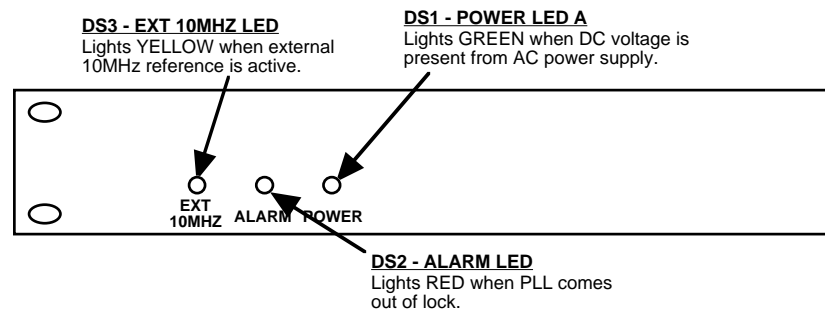 DS3 - EXT 10MHZ LED
Lights YELLOW when external
10MHz reference is active.
DS1 - POWER LED A
Lights GREEN when DC voltage is
present from AC power supply.
EXT
10MHZ
ALARM
POWER
DS2 - ALARM LED
Lights RED when PLL comes
out of lock.